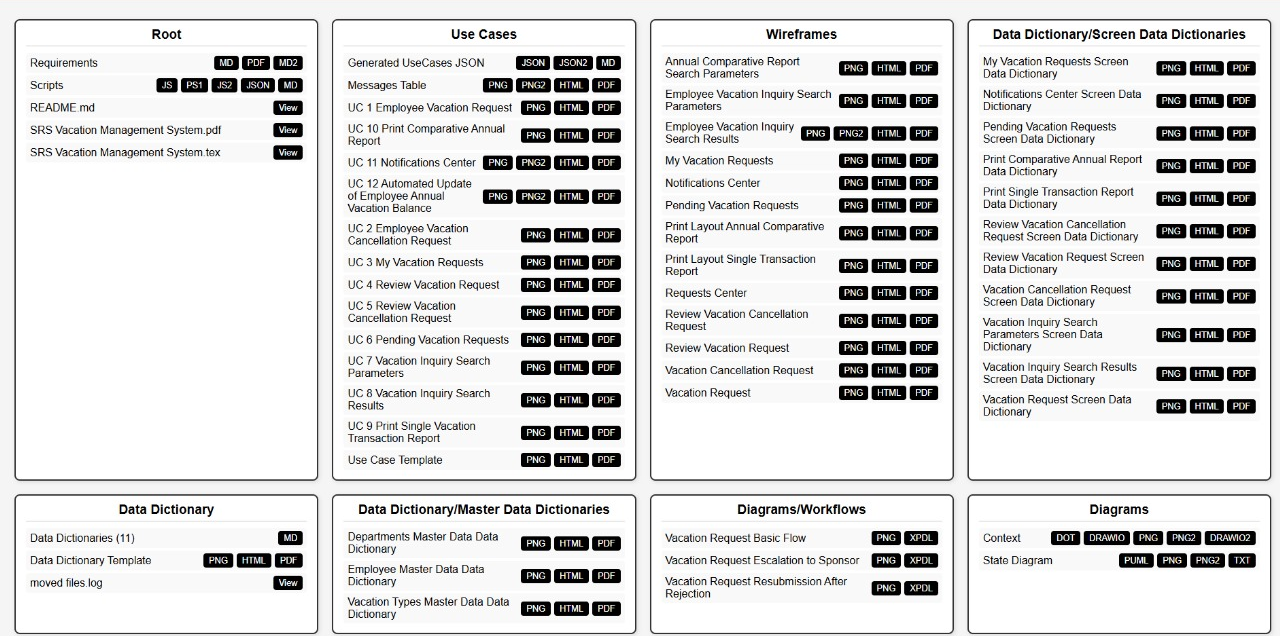 Root
Requirements MD PDF MD2
Scripts JS PS1 JS2 JSON MD
README.md View
SRS Vacation Management System.pdf View
SRS Vacation Management System.tex View
Use Cases
Generated UseCases JSON JSON JSON2 MD
Messages Table PNG PNG2 HTML PDF
UC 1 Employee Vacation Request PNG HTML PDF
UC 10 Print Comparative Annual
Report PNG HTML PDF
UC 11 Notifications Center PNG PNG2 HTML PDF
UC 12 Automated Update
of Employee Annual
Vacation Balance PNG PNG2 HTML PDF
UC 2 Employee Vacation
Cancellation Request PNG HTML PDF
UC 3 My Vacation Requests PNG HTML PDF
UC 4 Review Vacation Request PNG HTML PDF
UC 5 Review Vacation
Cancellation Request PNG HTML PDF
UC 6 Pending Vacation Requests PNG HTML PDF
UC 7 Vacation Inquiry Search
Parameters PNG HTML PDF
UC 8 Vacation Inquiry Search
Results PNG HTML PDF
UC 9 Print Single Vacation
Transaction Report PNG HTML PDF
Use Case Template PNG HTML PDF
Wireframes
Annual Comparative Report
Search Parameters PNG HTML PDF
Employee Vacation Inquiry Search
Parameters PNG HTML PDF
Employee Vacation Inquiry
Search Results PNG PNG2 HTML PDF
My Vacation Requests PNG HTML PDF
Notifications Center PNG HTML PDF
Pending Vacation Requests PNG HTML PDF
Print Layout Annual Comparative
Report PNG HTML PDF
Print Layout Single Transaction
Report PNG HTML PDF
Requests Center PNG HTML PDF
Review Vacation Cancellation
Request PNG HTML PDF
Review Vacation Request PNG HTML PDF
Vacation Cancellation Request PNG HTML PDF
Vacation Request PNG HTML PDF
Data Dictionary/Screen Data Dictionaries
My Vacation Requests Screen
Data Dictionary PNG HTML PDF
Notifications Center Screen Data
Dictionary PNG HTML PDF
Pending Vacation Requests
Screen Data Dictionary PNG HTML PDF
Print Comparative Annual Report
Data Dictionary PNG HTML PDF
Print Single Transaction Report
Data Dictionary PNG HTML PDF
Review Vacation Cancellation
Request Screen Data Dictionary PNG HTML PDF
Review Vacation Request Screen
Data Dictionary PNG HTML PDF
Vacation Cancellation Request
Screen Data Dictionary PNG HTML PDF
Vacation Inquiry Search
Parameters Screen Data
Dictionary PNG HTML PDF
Vacation Inquiry Search Results
Screen Data Dictionary PNG HTML PDF
Vacation Request Screen Data
Dictionary PNG HTML PDF
Data Dictionary
Data Dictionaries (11) MD
Data Dictionary Template PNG HTML PDF
moved files.log View
Data Dictionary/Master Data Dictionaries
Departments Master Data Data
Dictionary PNG HTML PDF
Employee Master Data Data
Dictionary PNG HTML PDF
Vacation Types Master Data Data
Dictionary PNG HTML PDF
Diagrams/Workflows
Vacation Request Basic Flow PNG XPDL
Vacation Request Escalation to Sponsor PNG XPDL
Vacation Request Resubmission After
Rejection PNG XPDL
Diagrams
Context DOT DRAWIO PNG PNG2 DRAWIO2
State Diagram PUML PNG PNG2 TXT